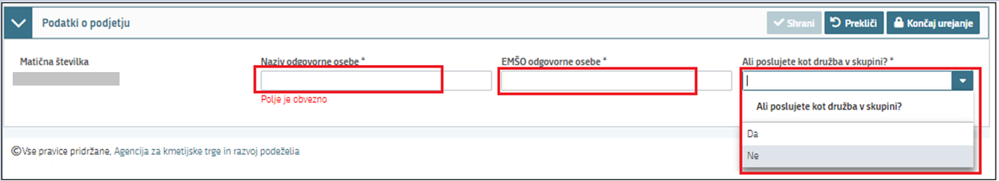 Podatki o podjetju
Shrani
Prekliči
Končaj urejanje
Matična številka
Naziv odgovorne osebe *
EMŠO odgovorne osebe *
Ali poslujete kot družba v skupini? *
Polje je obvezno
Ali poslujete kot družba v skupini?
Da
Ne
©Vse pravice pridržane, Agencija za kmetijske trge in razvoj podeželia